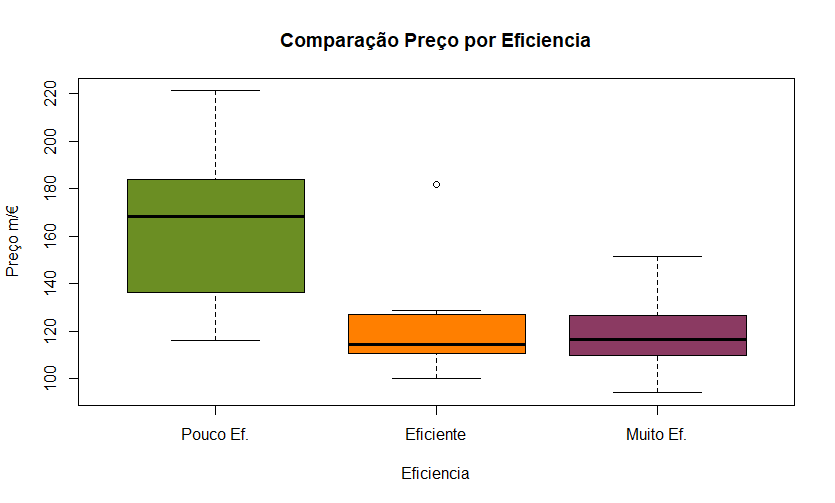 Comparação Preço por Eficiencia
Preço m/€
220
200
180
160
140
120
100
Pouco Ef.
Eficiente
Muito Ef.
Eficiencia